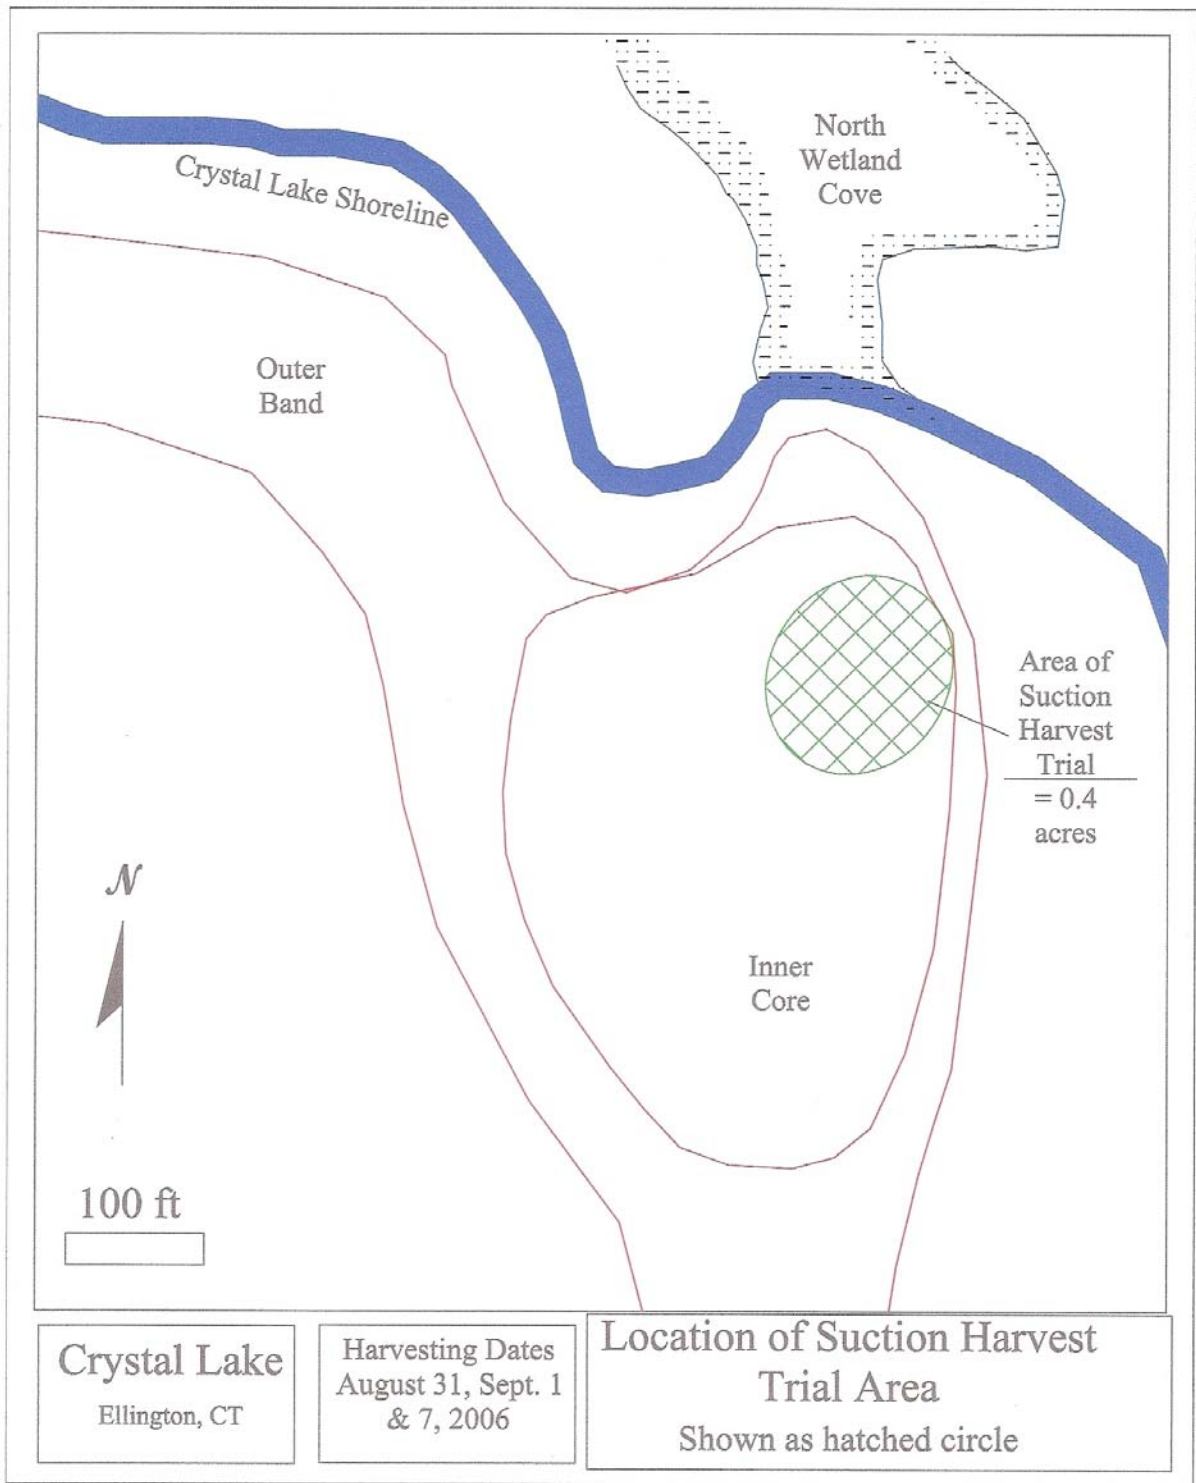 North
Wetland
Cove
Crystal Lake Shoreline
Outer
Band
Area of
Suction
Harvest
Trial
= 0.4
acres
N
Inner
Core
100 ft
Crystal Lake
Ellington, CT
Harvesting Dates
August 31, Sept. 1
& 7, 2006
Location of Suction Harvest
Trial Area
Shown as hatched circle